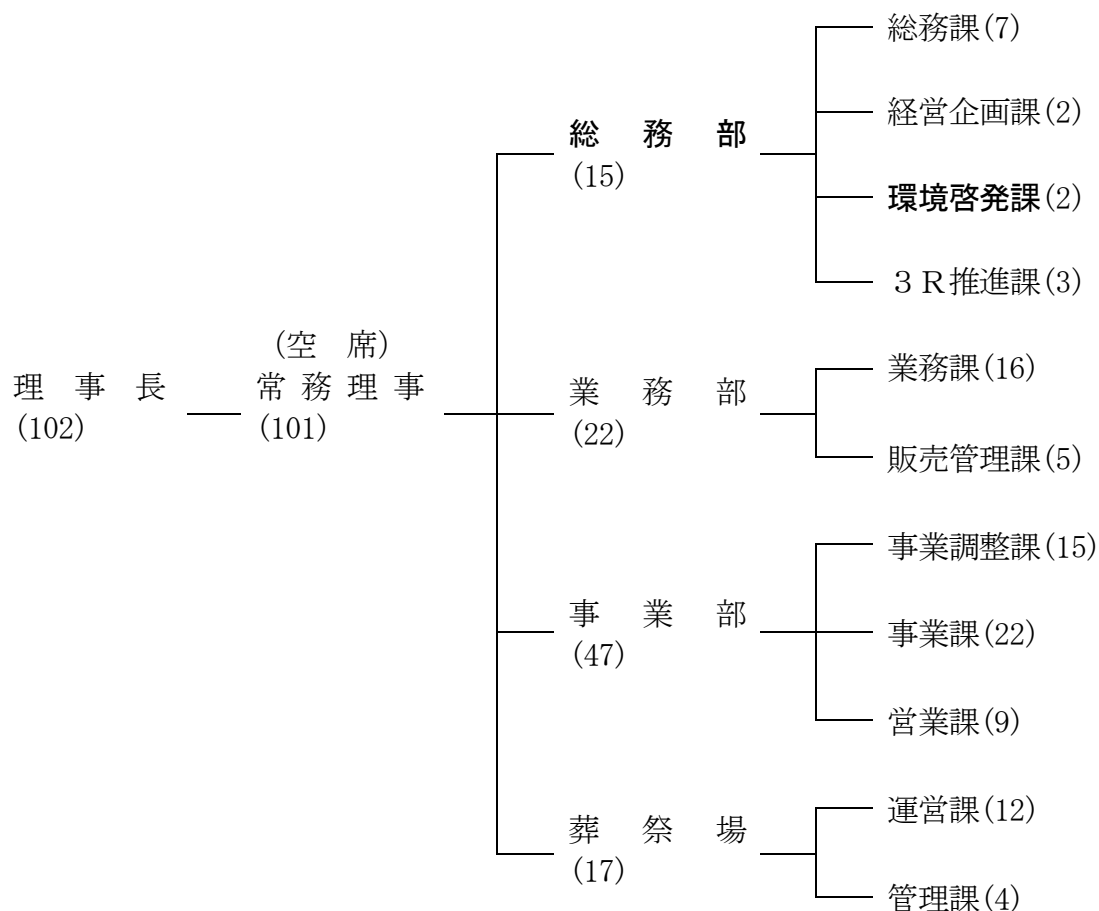 総務課(7)
経営企画課(2)
総務部
(15)
環境啓発課(2)
３Ｒ推進課(3)
(空席)
理事長
(102)
常務理事
(101)
業務部
(22)
業務課(16)
販売管理課(5)
事業調整課(15)
事業部
(47)
事業課(22)
営業課(9)
葬祭場
(17)
運営課(12)
管理課(4)